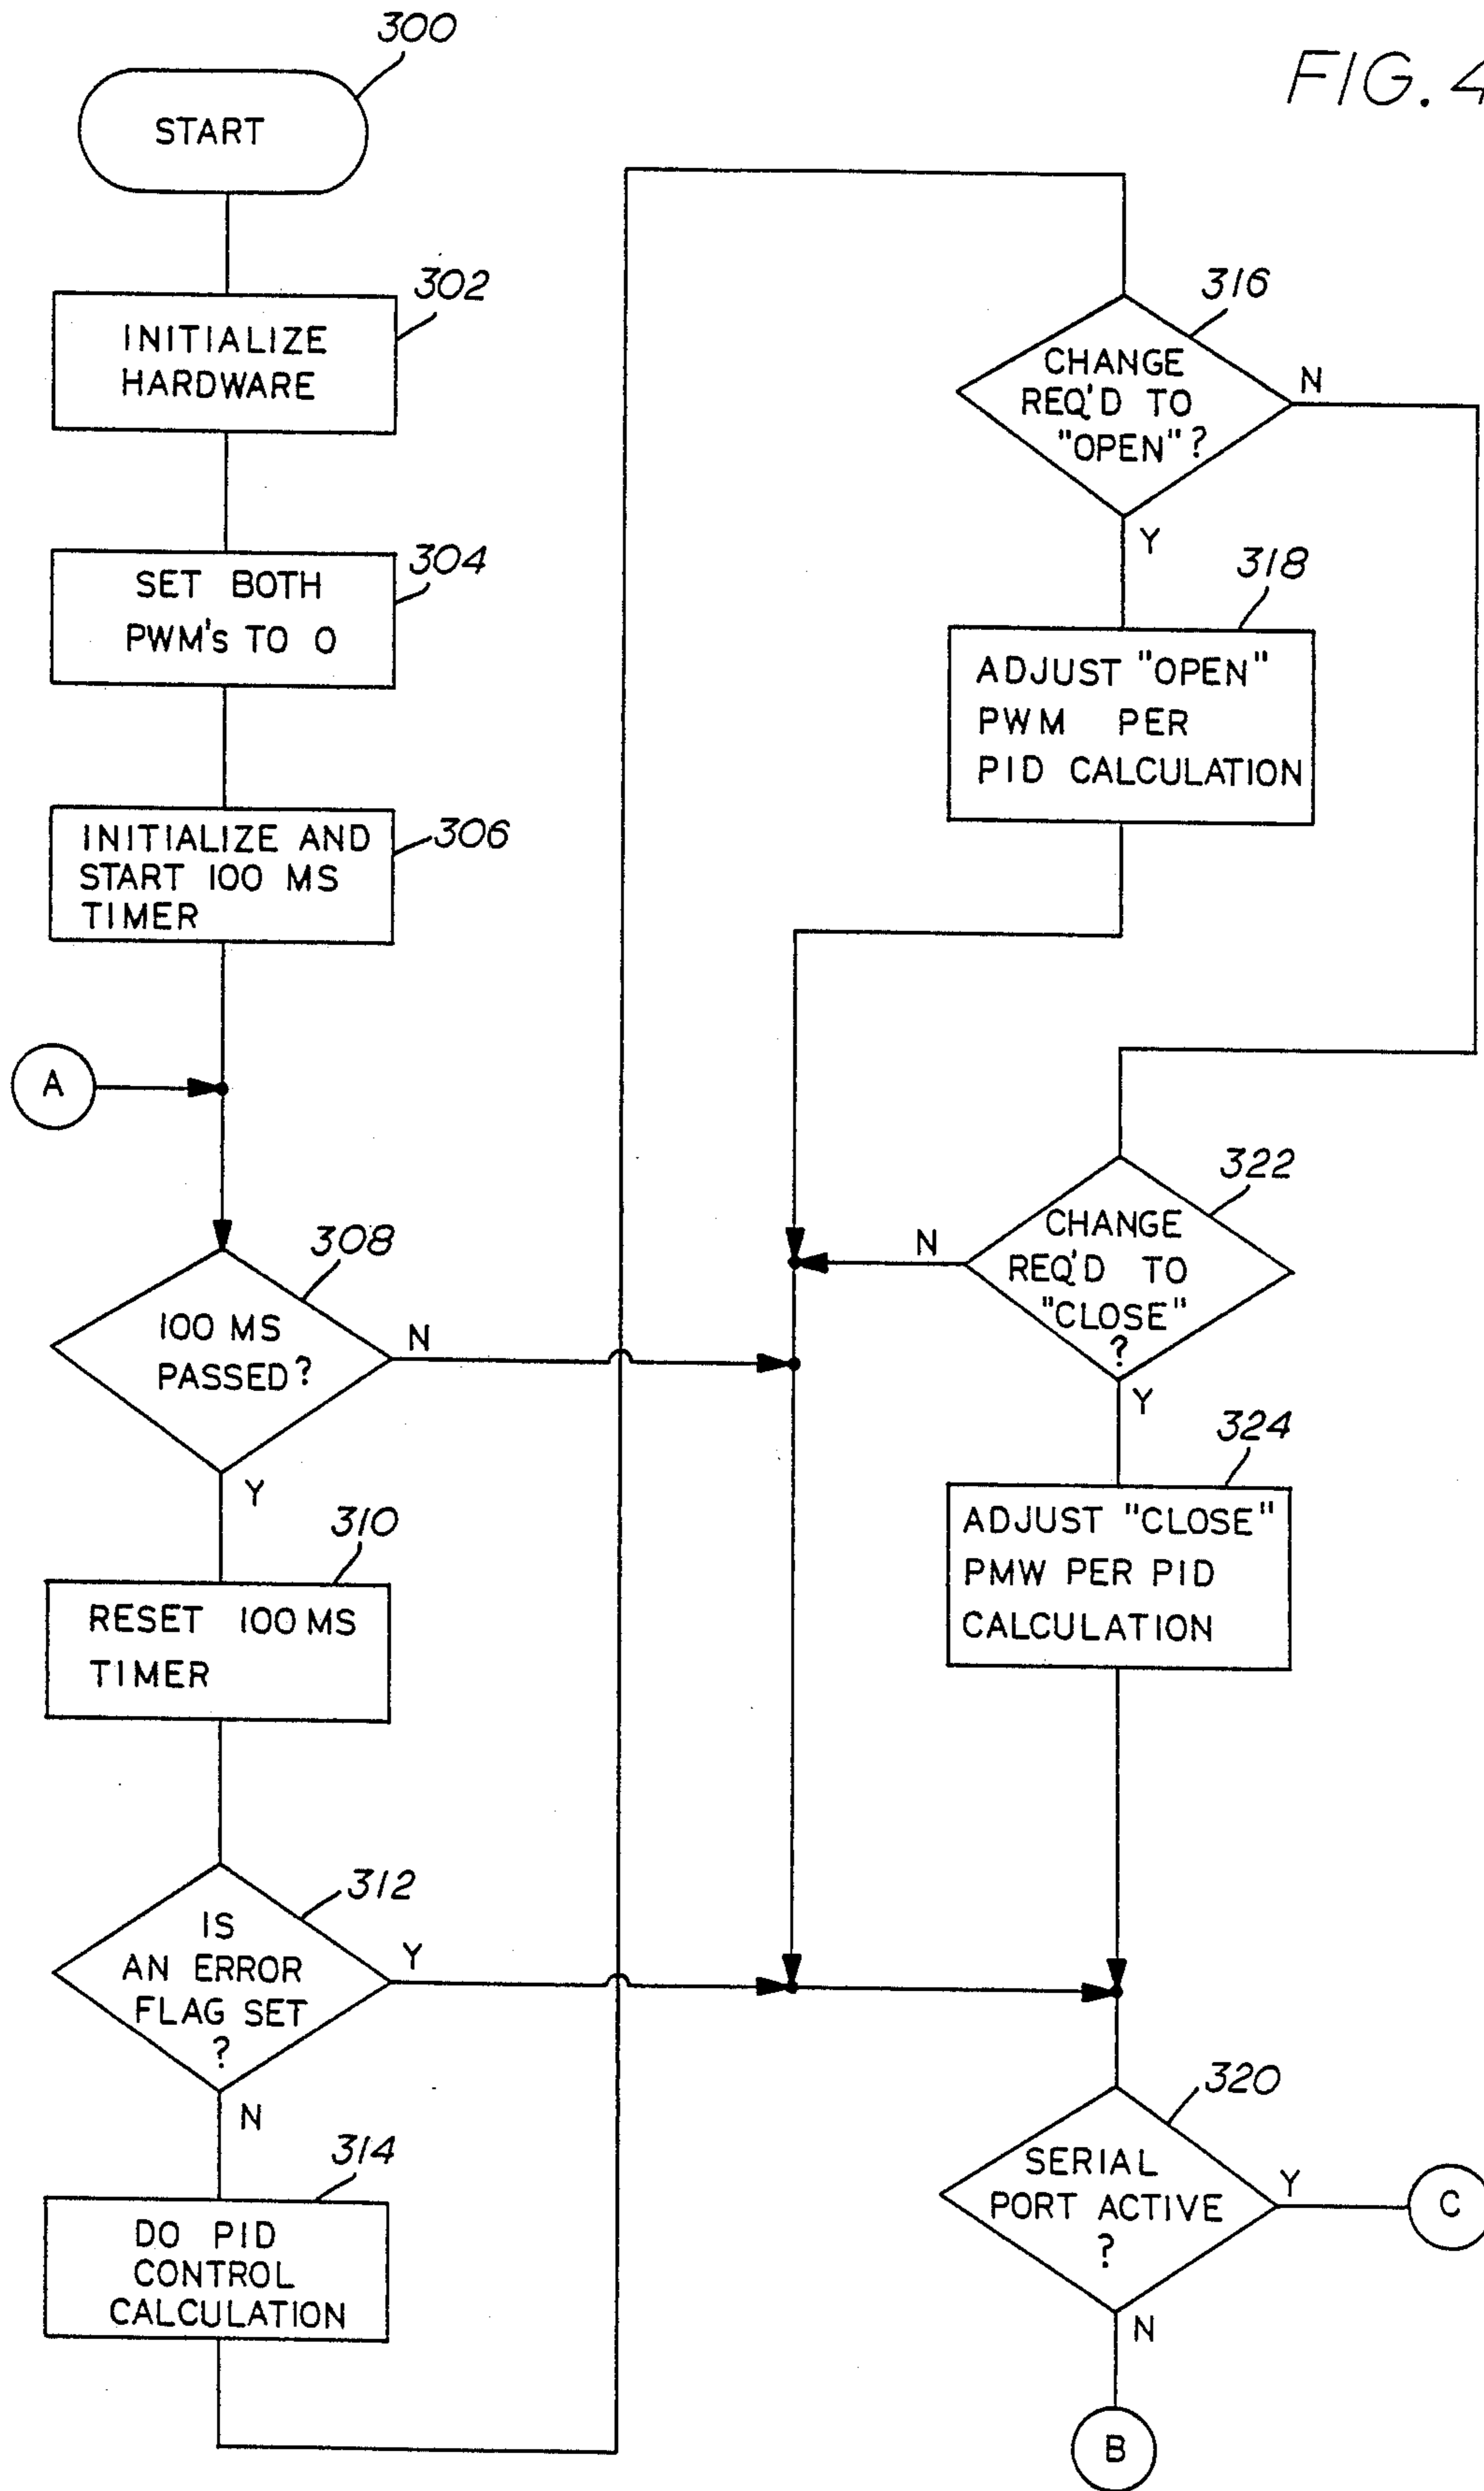 FIG. 4
300
START
302
INITIALIZE
HARDWARE
304
SET BOTH
PWM's TO 0
306
INITIALIZE AND
START 100 MS
TIMER
A
308
100 MS
PASSED?
N
Y
310
RESET 100 MS
TIMER
312
IS
AN ERROR
FLAG SET
?
Y
N
314
DO PID
CONTROL
CALCULATION
316
CHANGE
REQ'D TO
"OPEN"?
N
Y
318
ADJUST "OPEN"
PWM PER
PID CALCULATION
322
CHANGE
REQ'D TO
"CLOSE"
?
N
Y
324
ADJUST "CLOSE"
PMW PER PID
CALCULATION
320
SERIAL
PORT ACTIVE
?
Y
C
N
B